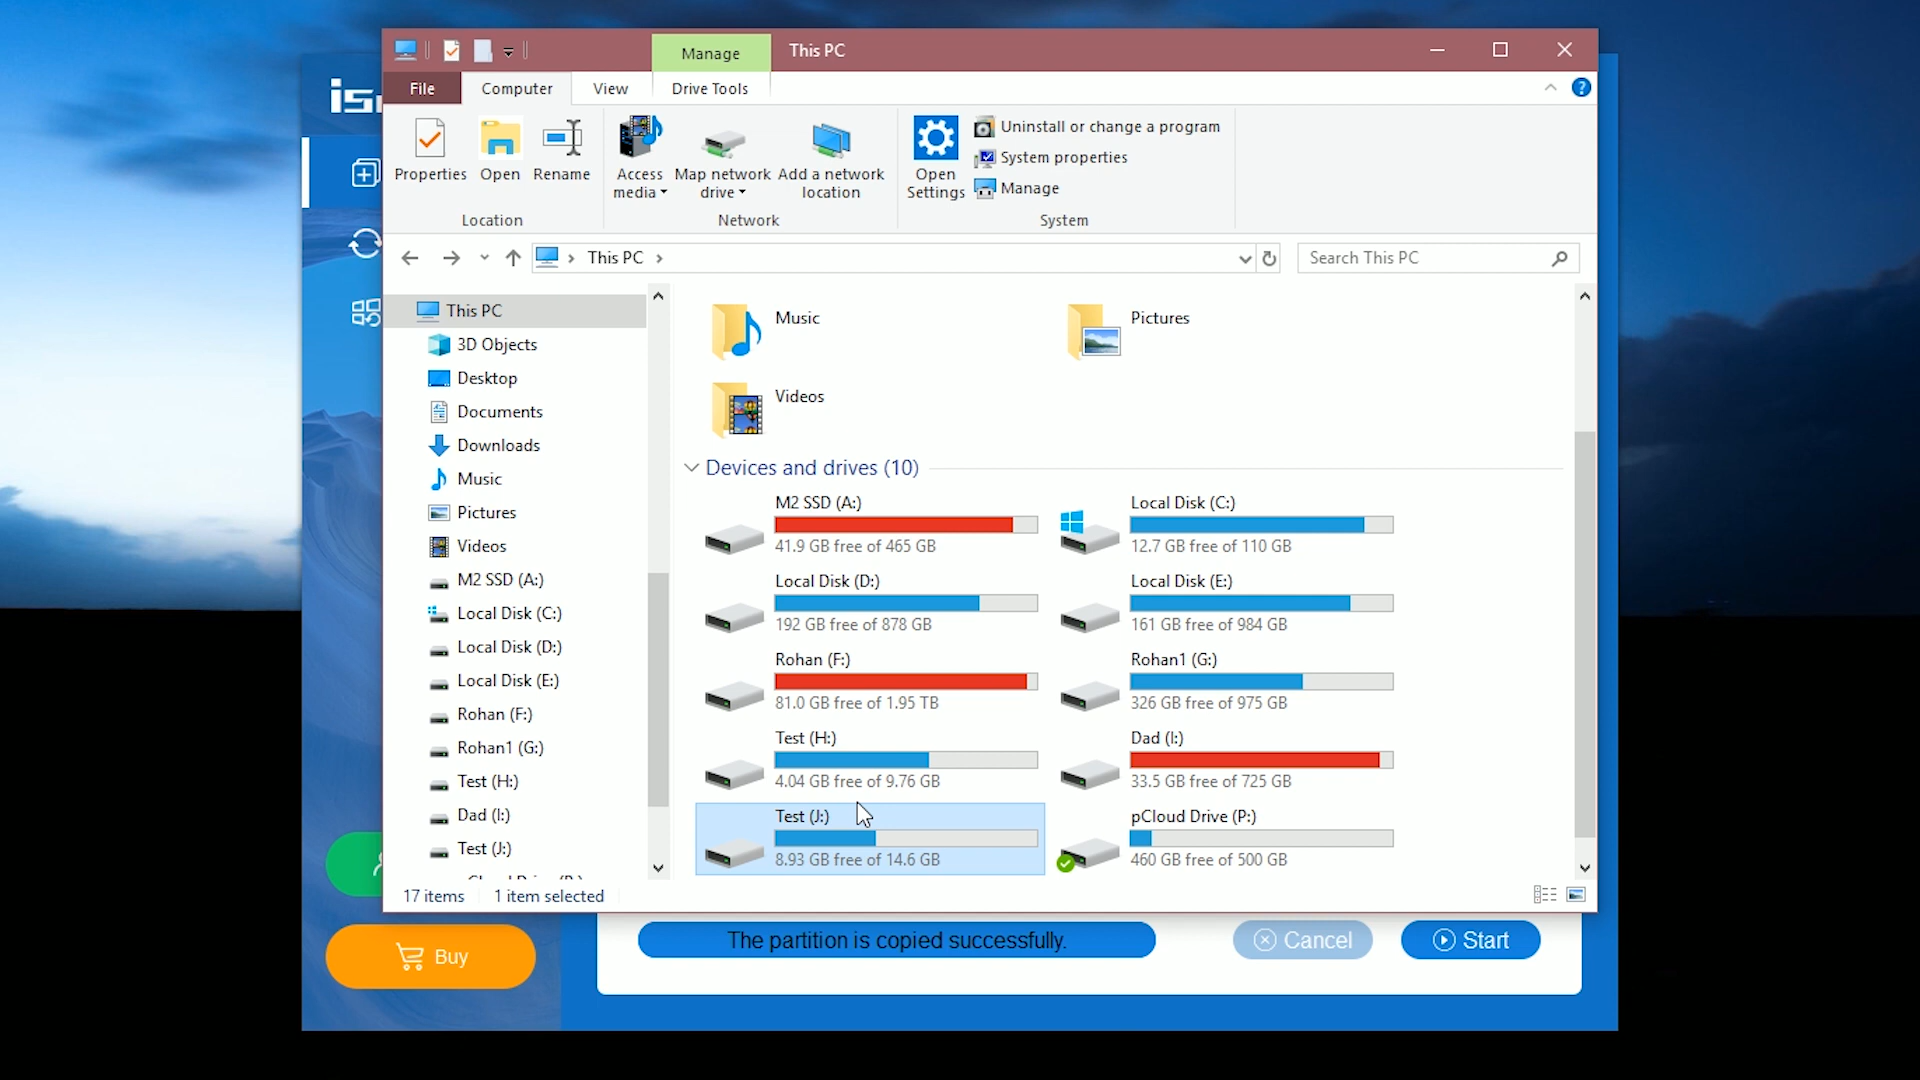 Manage
This PC
File
Computer
View
Drive Tools
Properties
Open
Rename
Access media
Map network drive
Add a network location
Open Settings
Uninstall or change a program
System properties
Manage
Location
Network
System
This PC
Search This PC
This PC
3D Objects
Desktop
Documents
Downloads
Music
Pictures
Videos
M2 SSD (A:)
Local Disk (C:)
Local Disk (D:)
Local Disk (E:)
Rohan (F:)
Rohan1 (G:)
Test (H:)
Dad (I:)
Test (J:)
Music
Pictures
Videos
Devices and drives (10)
M2 SSD (A:)
41.9 GB free of 465 GB
Local Disk (C:)
12.7 GB free of 110 GB
Local Disk (D:)
192 GB free of 878 GB
Local Disk (E:)
161 GB free of 984 GB
Rohan (F:)
81.0 GB free of 1.95 TB
Rohan1 (G:)
326 GB free of 975 GB
Test (H:)
4.04 GB free of 9.76 GB
Dad (I:)
33.5 GB free of 725 GB
Test (J:)
8.93 GB free of 14.6 GB
pCloud Drive (P:)
460 GB free of 500 GB
17 items
1 item selected
The partition is copied successfully.
Cancel
Start
Buy